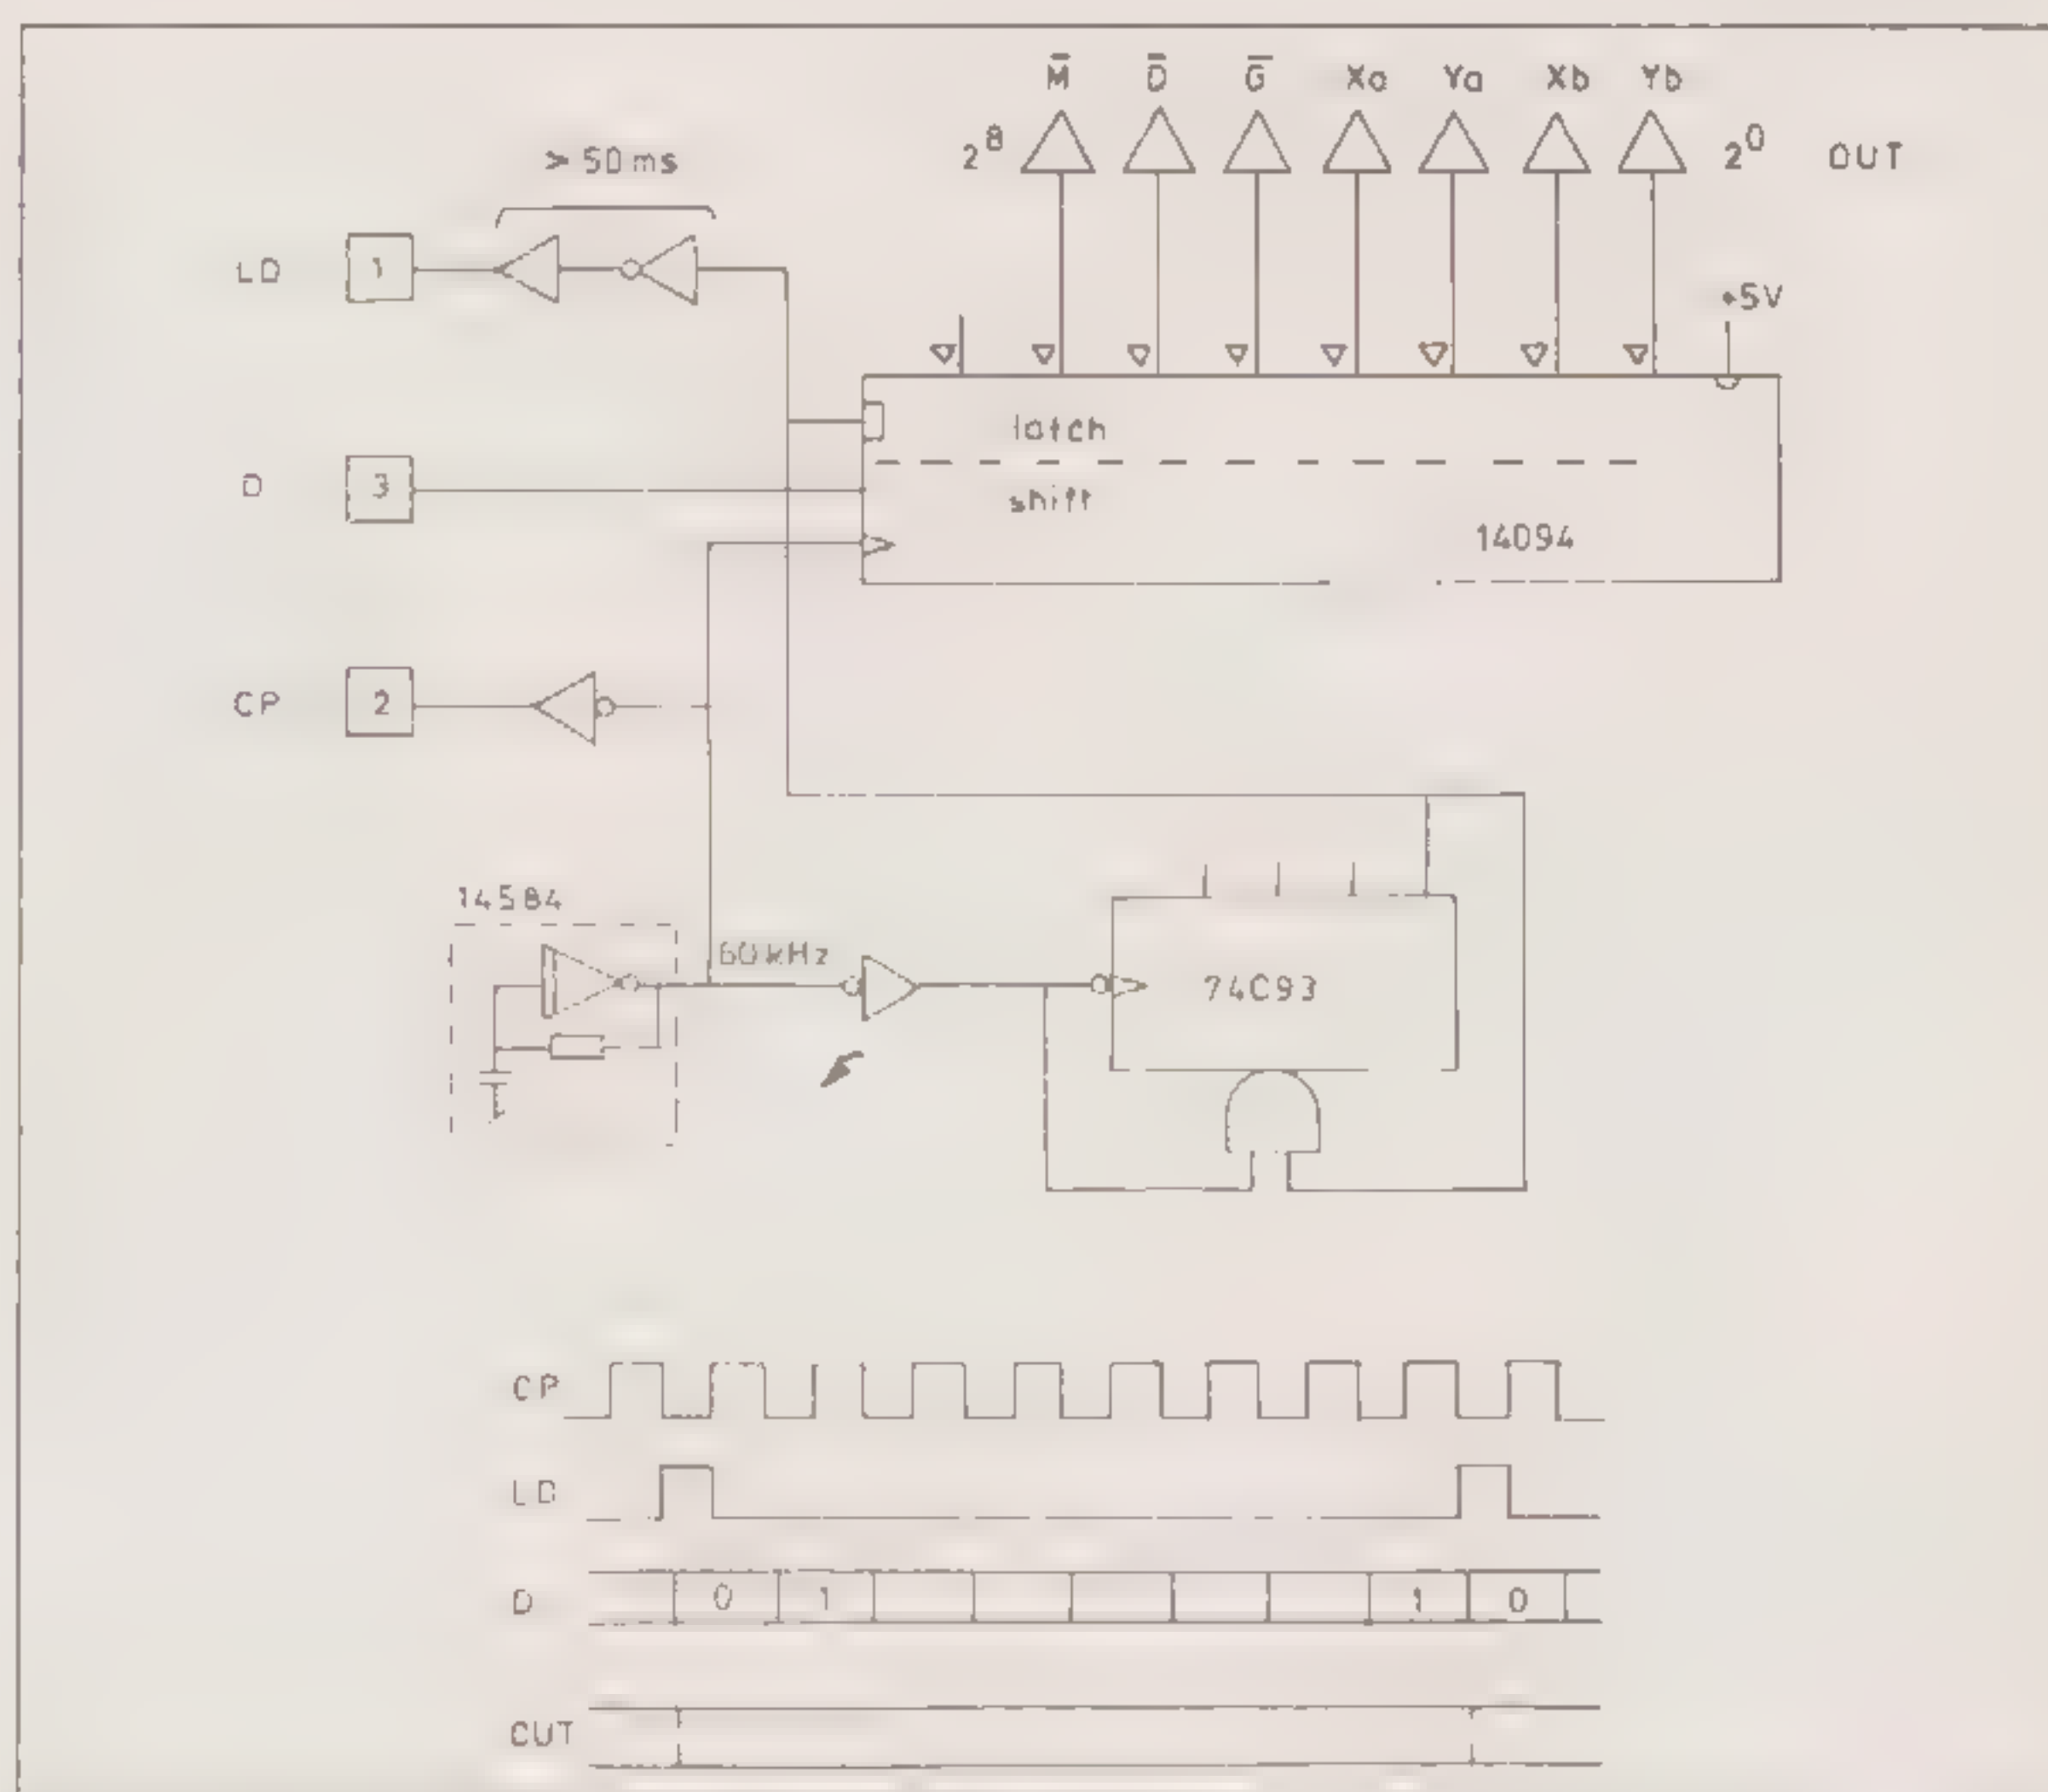 M̅ D̅ G̅ Xa Ya Xb Yb
2⁸ 2⁰ OUT
> 50 ms
LD 1
+5V
latch
D 3
shift
14094
CP 2
14584
60 kHz
74C93
CP
LD
D 0 1 1 0
OUT